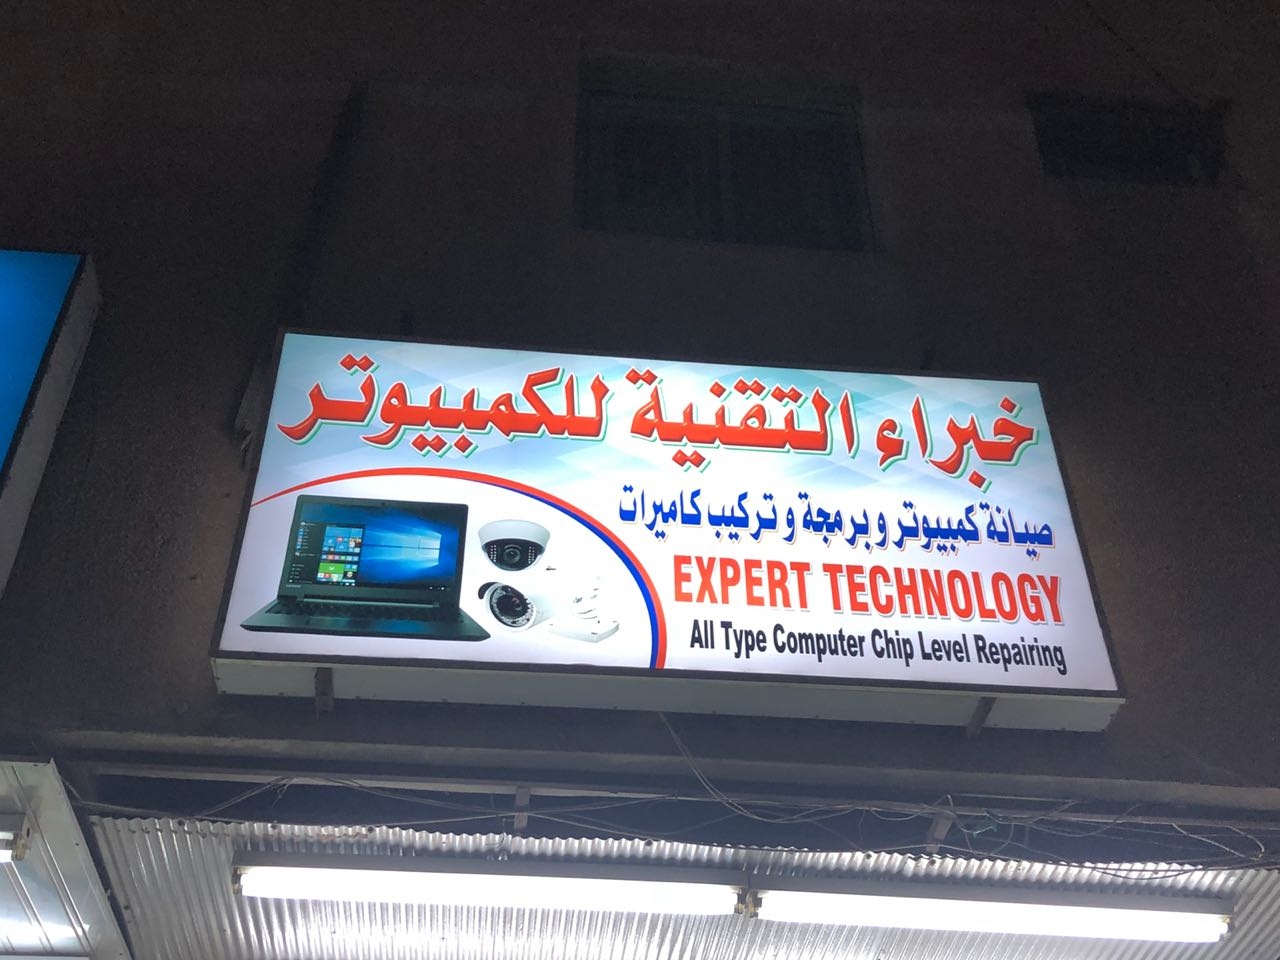 خبراء التقنية للكمبيوتر
صيانة كمبيوتر و برمجة و تركيب كاميرات
EXPERT TECHNOLOGY
All Type Computer Chip Level Repairing